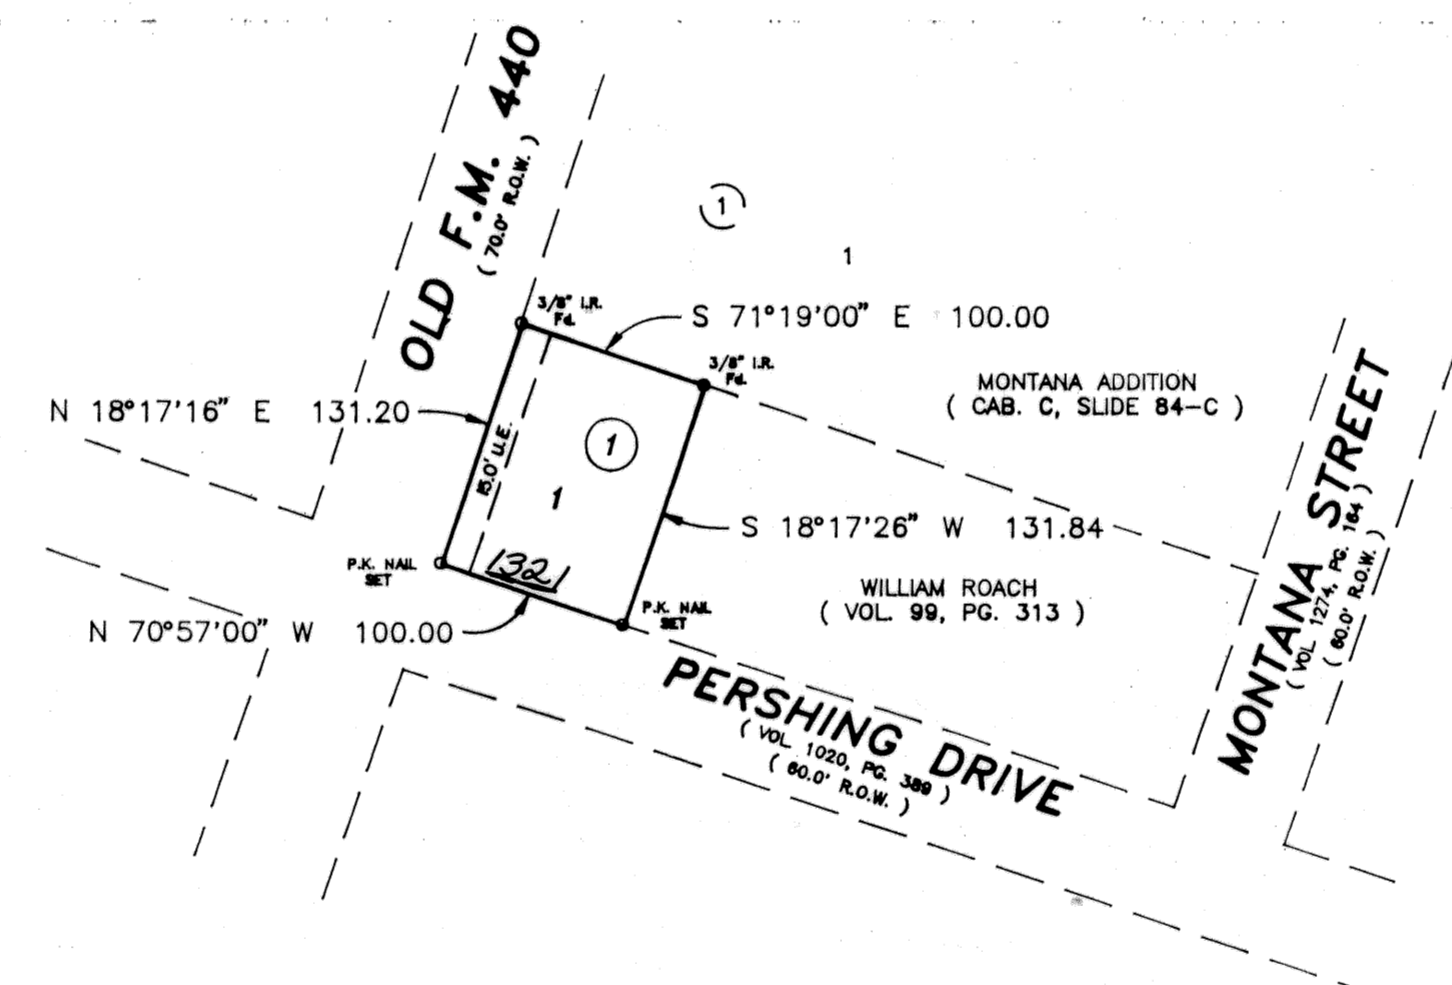 OLD F.M. 440
( 70.0' R.O.W. )
1
1
3/8" I.R.
Fd.
S 71°19'00" E 100.00
3/8" I.R.
Fd.
MONTANA ADDITION
( CAB. C, SLIDE 84-C )
N 18°17'16" E 131.20
15.0' U.E.
1
1
1321
S 18°17'26" W 131.84
WILLIAM ROACH
( VOL. 99, PG. 313 )
P.K. NAIL
SET
P.K. NAIL
SET
N 70°57'00" W 100.00
PERSHING DRIVE
( VOL. 1020, PG. 389 )
( 60.0' R.O.W. )
MONTANA STREET
( VOL. 1274, PG. 164 )
( 60.0' R.O.W. )